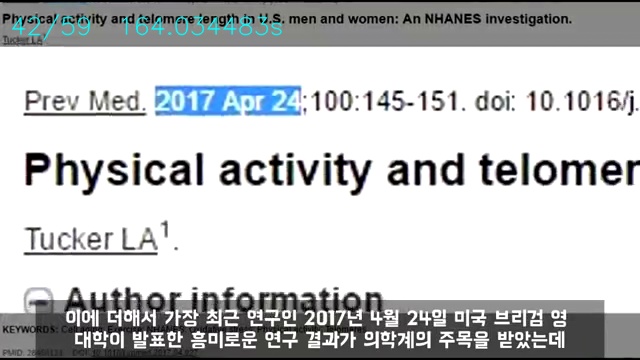 Physical activity and telomere length in U.S. men and women: An NHANES investigation.
42/59 164.034483s
Tucker LA
Prev Med. 2017 Apr 24;100:145-151. doi: 10.1016/j.
Physical activity and telomer
Tucker LA1.
Author information
이에 더해서 가장 최근 연구인 2017년 4월 24일 미국 브리검 영
대학이 발표한 흥미로운 연구 결과가 의학계의 주목을 받았는데
KEYWORDS: